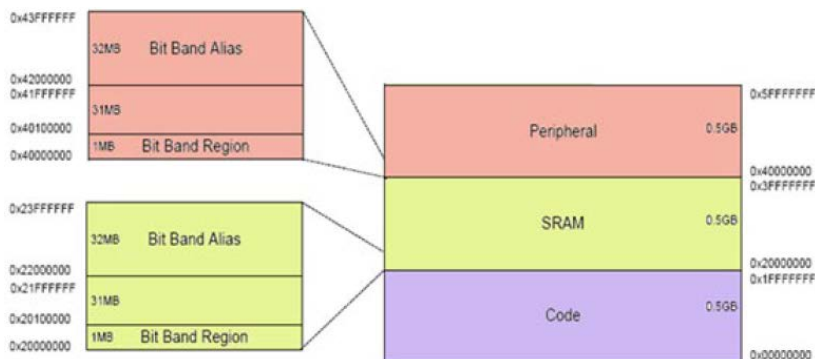 0x43FFFFFF
32MB Bit Band Alias
0x42000000
0x41FFFFFF
31MB
0x40100000
1MB Bit Band Region
0x40000000
0x23FFFFFF
32MB Bit Band Alias
0x22000000
0x21FFFFFF
31MB
0x20100000
1MB Bit Band Region
0x20000000
0x5FFFFFFF
Peripheral 0.5GB
0x40000000
0x3FFFFFFF
SRAM 0.5GB
0x20000000
0x1FFFFFFF
Code 0.5GB
0x00000000